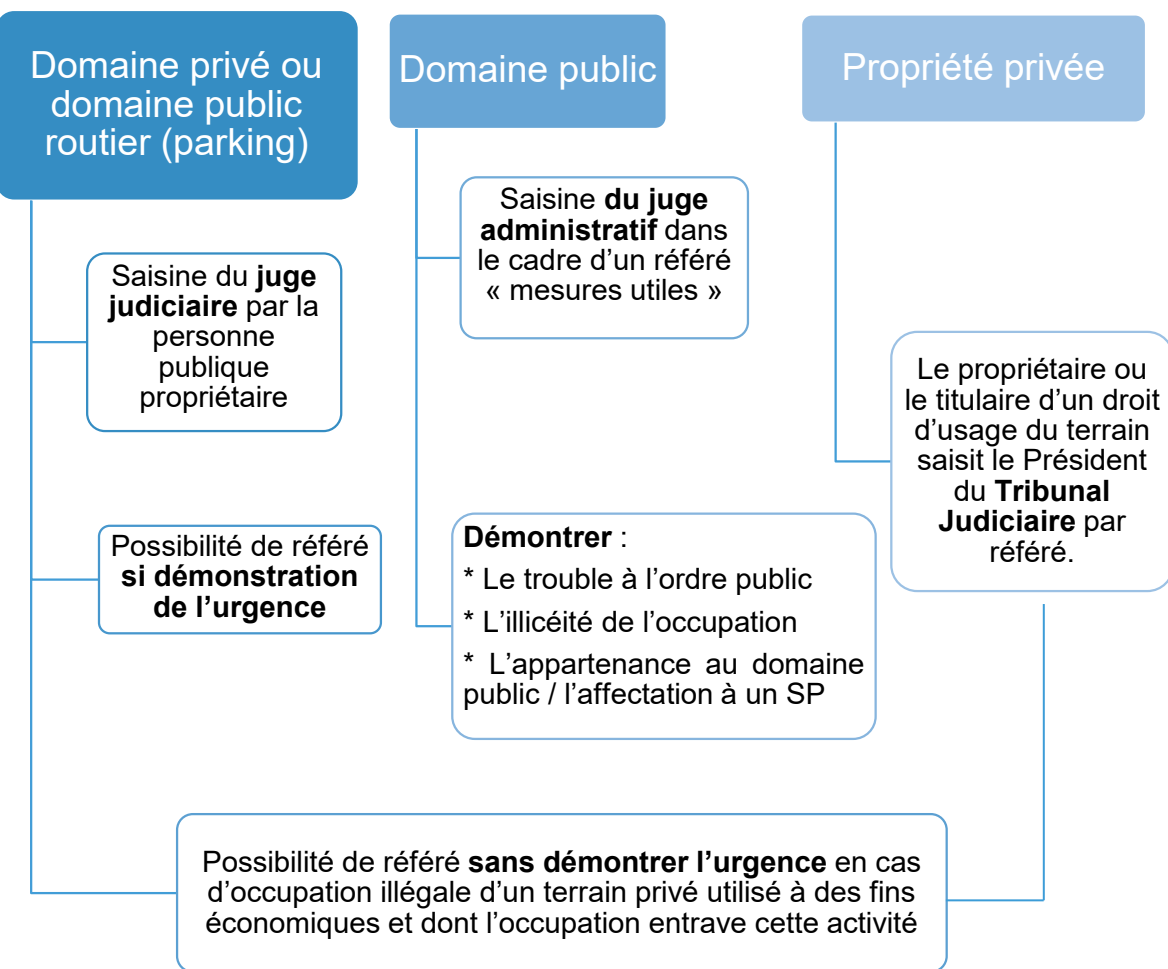 Domaine privé ou
domaine public
routier (parking)
Saisine du juge
judiciaire par la
personne
publique
propriétaire
Possibilité de référé
si démonstration
de l’urgence
Domaine public
Saisine du juge
administratif dans
le cadre d’un référé
« mesures utiles »
Démontrer :
* Le trouble à l’ordre public
* L’illicéité de l’occupation
* L’appartenance au domaine
public / l’affectation à un SP
Propriété privée
Le propriétaire ou
le titulaire d’un droit
d’usage du terrain
saisit le Président
du Tribunal
Judiciaire par
référé.
Possibilité de référé sans démontrer l’urgence en cas
d’occupation illégale d’un terrain privé utilisé à des fins
économiques et dont l’occupation entrave cette activité